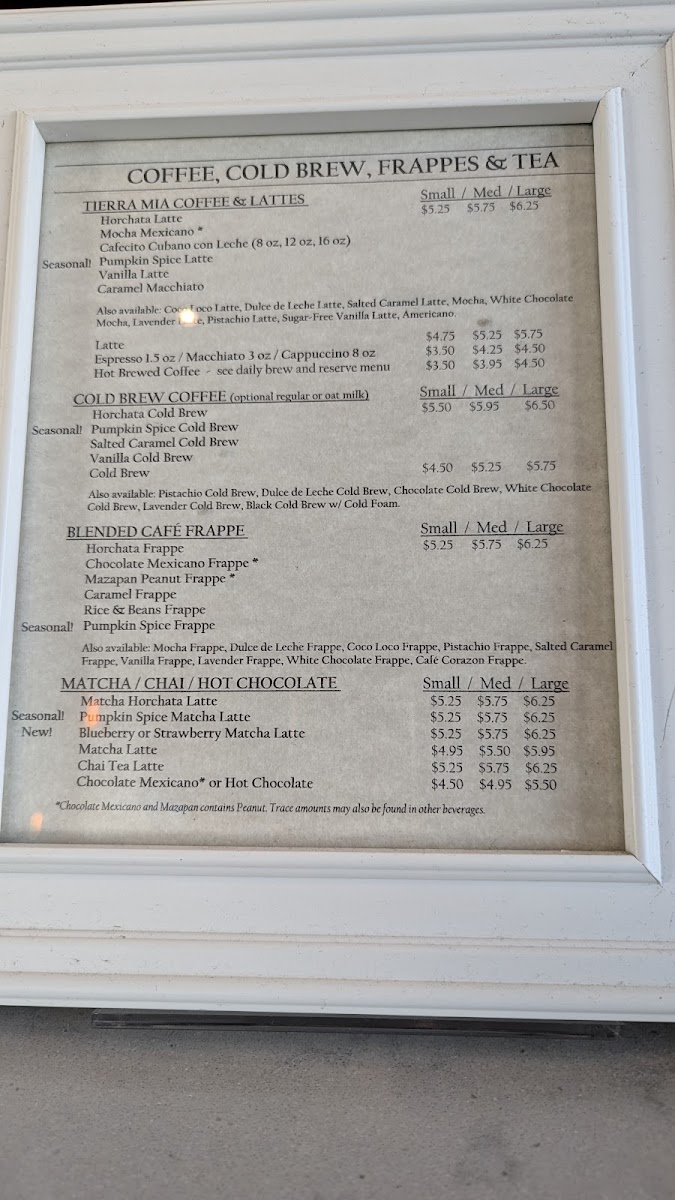 COFFEE, COLD BREW, FRAPPES & TEA
TIERRA MIA COFFEE & LATTES Small / Med / Large
Horchata Latte $5.25 $5.75 $6.25
Mocha Mexicano *
Cafecito Cubano con Leche (8 oz, 12 oz, 16 oz)
Seasonal! Pumpkin Spice Latte
Vanilla Latte
Caramel Macchiato
Also available: Coco Loco Latte, Dulce de Leche Latte, Salted Caramel Latte, Mocha, White Chocolate
Mocha, Lavender Latte, Pistachio Latte, Sugar-Free Vanilla Latte, Americano.
Latte $4.75 $5.25 $5.75
Espresso 1.5 oz / Macchiato 3 oz / Cappuccino 8 oz $3.50 $4.25 $4.50
Hot Brewed Coffee - see daily brew and reserve menu $3.50 $3.95 $4.50
COLD BREW COFFEE (optional regular or oat milk) Small / Med / Large
Horchata Cold Brew $5.50 $5.95 $6.50
Seasonal! Pumpkin Spice Cold Brew
Salted Caramel Cold Brew
Vanilla Cold Brew
Cold Brew $4.50 $5.25 $5.75
Also available: Pistachio Cold Brew, Dulce de Leche Cold Brew, Chocolate Cold Brew, White Chocolate
Cold Brew, Lavender Cold Brew, Black Cold Brew w/ Cold Foam.
BLENDED CAFÉ FRAPPE Small / Med / Large
Horchata Frappe $5.25 $5.75 $6.25
Chocolate Mexicano Frappe *
Mazapan Peanut Frappe *
Caramel Frappe
Rice & Beans Frappe
Seasonal! Pumpkin Spice Frappe
Also available: Mocha Frappe, Dulce de Leche Frappe, Coco Loco Frappe, Pistachio Frappe, Salted Caramel
Frappe, Vanilla Frappe, Lavender Frappe, White Chocolate Frappe, Café Corazon Frappe.
MATCHA / CHAI / HOT CHOCOLATE Small / Med / Large
Matcha Horchata Latte $5.25 $5.75 $6.25
Seasonal! Pumpkin Spice Matcha Latte $5.25 $5.75 $6.25
New! Blueberry or Strawberry Matcha Latte $5.25 $5.75 $6.25
Matcha Latte $4.95 $5.50 $5.95
Chai Tea Latte $5.25 $5.75 $6.25
Chocolate Mexicano* or Hot Chocolate $4.50 $4.95 $5.50
*Chocolate Mexicano and Mazapan contains Peanut. Trace amounts may also be found in other beverages.